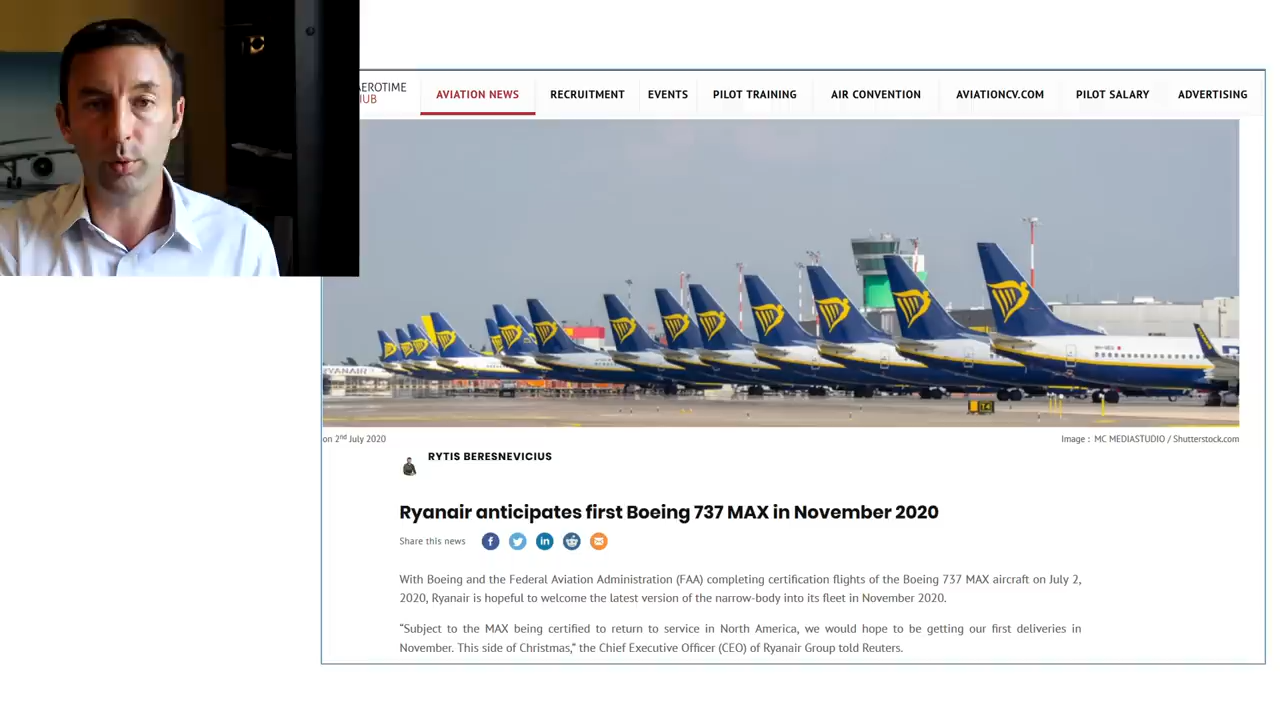 AEROTIME
HUB
AVIATION NEWS
RECRUITMENT
EVENTS
PILOT TRAINING
AIR CONVENTION
AVIATIONCV.COM
PILOT SALARY
ADVERTISING
RYANAIR
on 2nd July 2020
Image : MC MEDIASTUDIO / Shutterstock.com
RYTIS BERESNEVICIUS
Ryanair anticipates first Boeing 737 MAX in November 2020
Share this news
With Boeing and the Federal Aviation Administration (FAA) completing certification flights of the Boeing 737 MAX aircraft on July 2,
2020, Ryanair is hopeful to welcome the latest version of the narrow-body into its fleet in November 2020.
“Subject to the MAX being certified to return to service in North America, we would hope to be getting our first deliveries in
November. This side of Christmas,” the Chief Executive Officer (CEO) of Ryanair Group told Reuters.